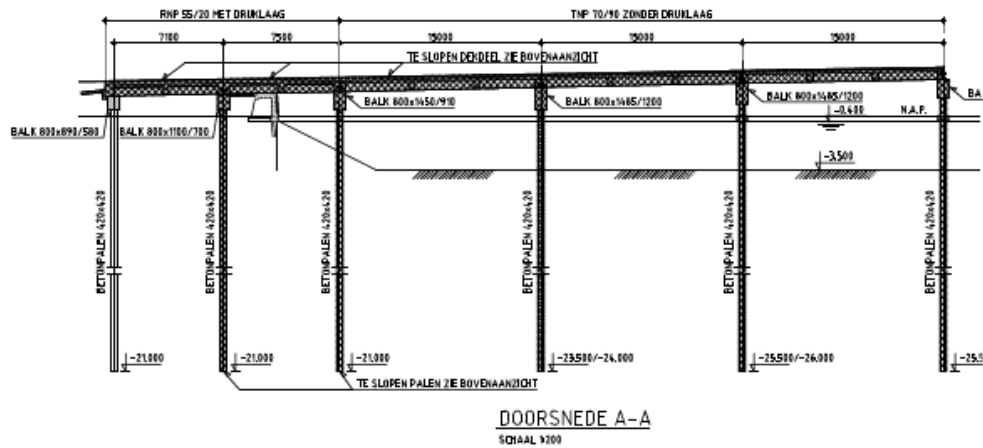 RNP 55/20 MET DRUKLAAG
TNP 70/90 ZONDER DRUKLAAG
7100
7500
15000
15000
15000
TE SLOPEN DEKDEEL ZIE BOVENAANZICHT
BALK 800x1450/910
BALK 800x1485/1200
BALK 800x1485/1200
BA
BALK 800x890/580
BALK 800x1100/700
-0,400
N.A.P.
-3,500
BETONPALEN 420x420
BETONPALEN 420x420
BETONPALEN 420x420
BETONPALEN 420x420
BETONPALEN 420x420
BETONPALEN 420x420
-21,000
-21,000
-21,000
-23,500/-24,000
-25,500/-26,000
-25,5
TE SLOPEN PALEN ZIE BOVENAANZICHT
DOORSNEDE A-A
SCHAAL 1:200